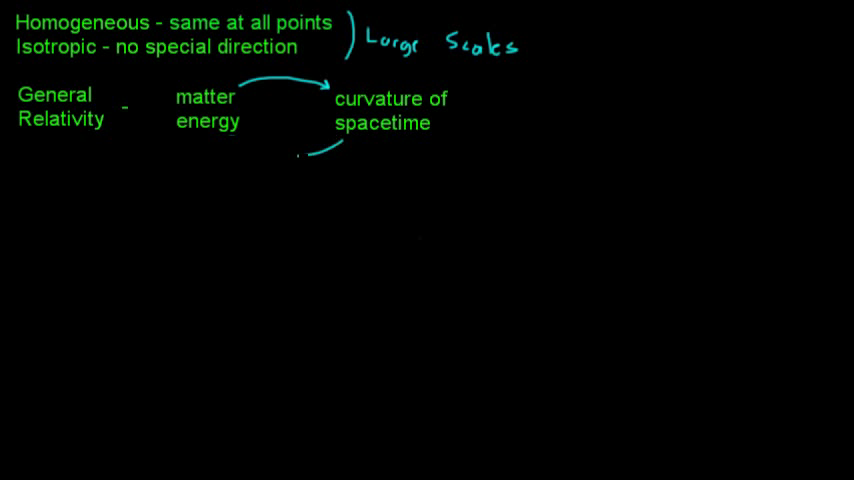 Homogeneous - same at all points
Isotropic - no special direction
Large Scales
General Relativity - matter energy curvature of spacetime